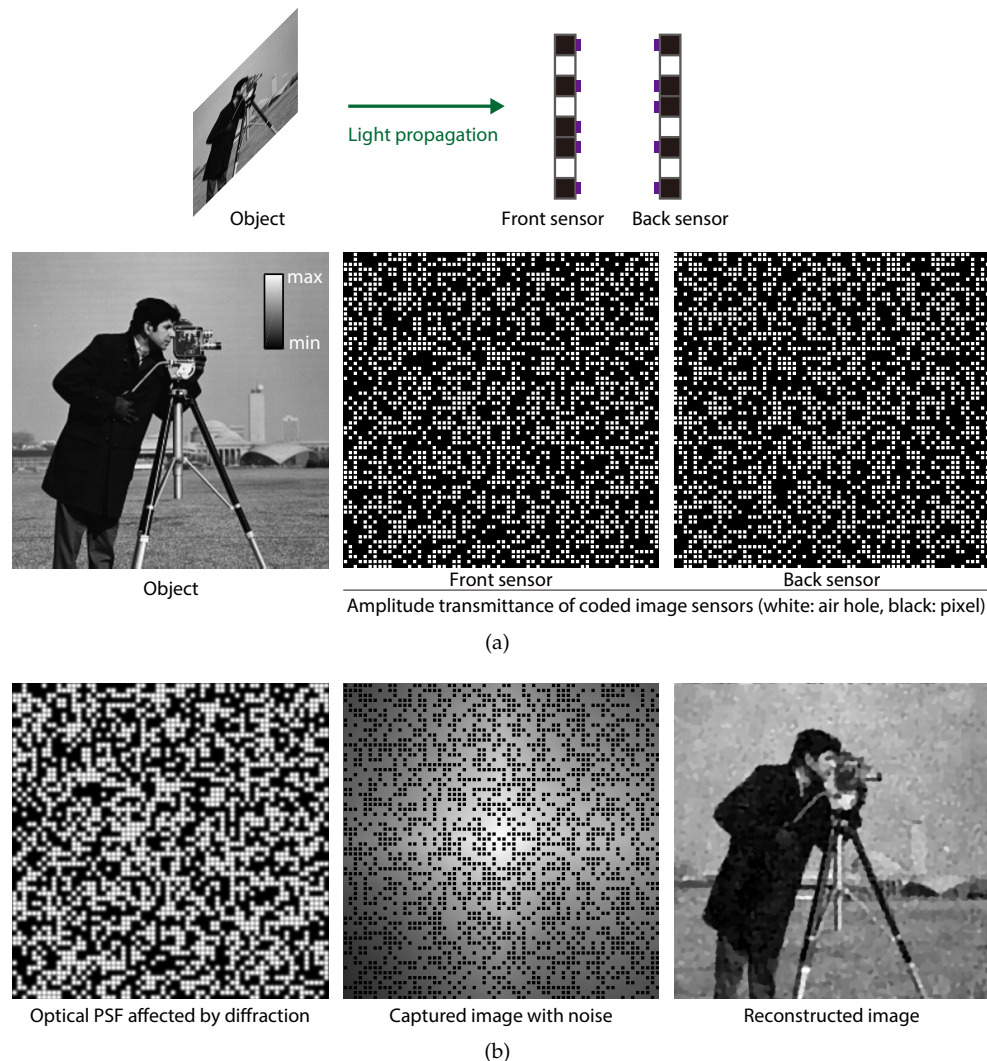 Light propagation
Object
Front sensor
Back sensor
max
min
Object
Front sensor
Back sensor
Amplitude transmittance of coded image sensors (white: air hole, black: pixel)
(a)
Optical PSF affected by diffraction
Captured image with noise
Reconstructed image
(b)